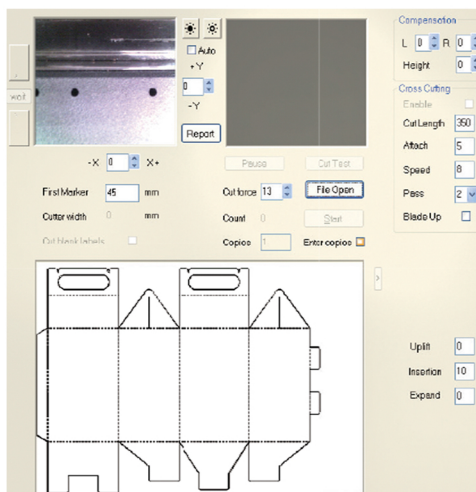 Compensation
Auto
L 0 R 0
+Y
Height 0
0
Cross Cutting
-Y
Enable
Report
Cut Length 350
-X 0 X+
Pause Cut Test
Attach 5
First Marker 45 mm
Cut force 13 File Open
Speed 8
Cutter width 0 mm
Count 0 Start
Pass 2
Cut blank labels
Copies 1 Enter copies
Blade Up
>
Uplift 0
Insertion 10
Expand 0